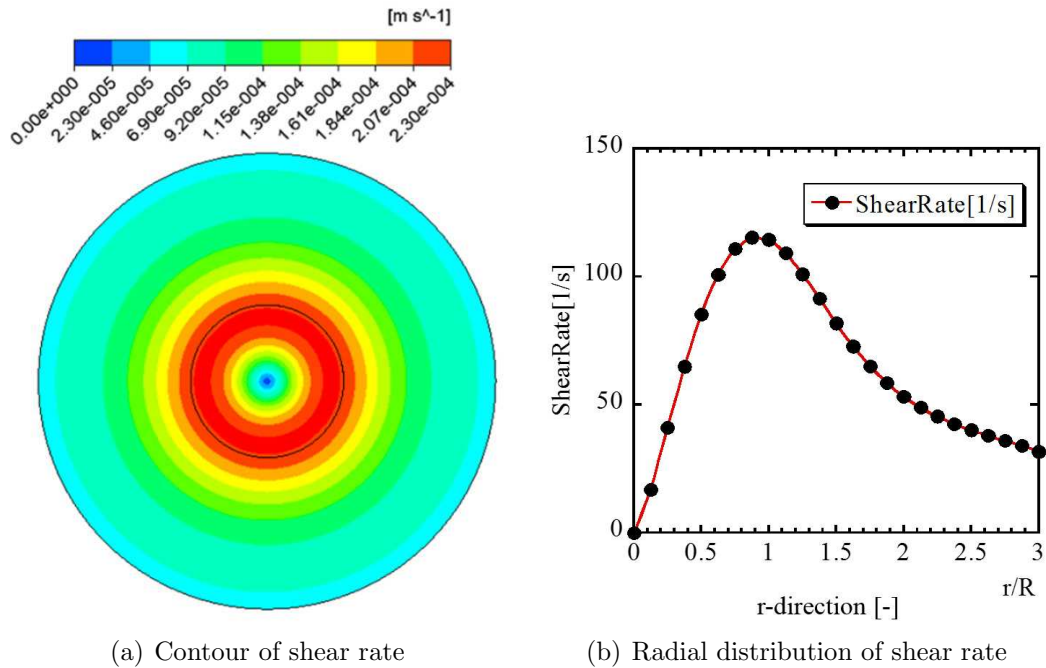 [m s^-1]
0.00e+000
2.30e-005
4.60e-005
6.90e-005
9.20e-005
1.15e-004
1.38e-004
1.61e-004
1.84e-004
2.07e-004
2.30e-004
150
100
50
0
ShearRate[1/s]
ShearRate[1/s]
0 0.5 1 1.5 2 2.5 3
r/R
r-direction [-]
(a) Contour of shear rate
(b) Radial distribution of shear rate